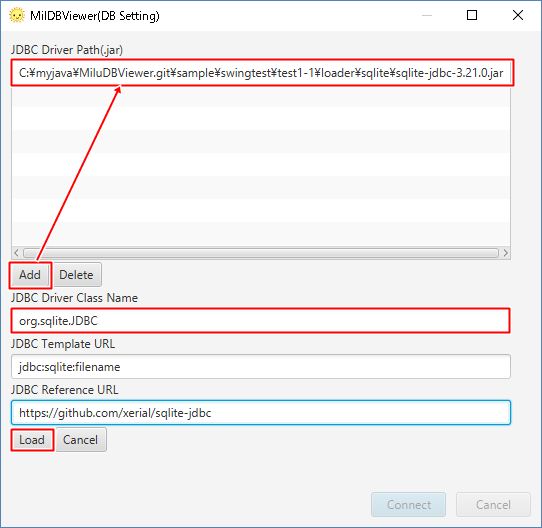 MilDBViewer(DB Setting)
JDBC Driver Path(.jar)
C:¥myjava¥MiluDBViewer.git¥sample¥swingtest¥test1-1¥loader¥sqlite¥sqlite-jdbc-3.21.0.jar
Add Delete
JDBC Driver Class Name
org.sqlite.JDBC
JDBC Template URL
jdbc:sqlite:filename
JDBC Reference URL
https://github.com/xerial/sqlite-jdbc
Load Cancel
Connect Cancel